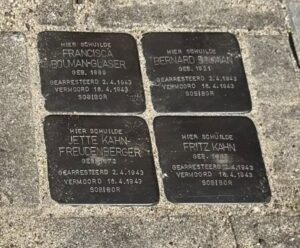 HIER SCHUILDE
FRANCISCA
BOUMAN-GLASER
GEB.
GEARRESTEERD 2.4.1943
VERMOORD 16.4.1943
SOBIBOR
HIER SCHUILDE
BERNARD BOUMAN
GEB. 1921
GEARRESTEERD 2.4.1943
VERMOORD 16.4.1943
SOBIBOR
HIER SCHUILDE
JETTE KAHN-
FREUDENBERGER
GEB. 1873
GEARRESTEERD 2.4.1943
VERMOORD 16.4.1943
SOBIBOR
HIER SCHUILDE
FRITZ KAHN
GEB.
GEARRESTEERD 2.4.1943
VERMOORD 16.4.1943
SOBIBOR